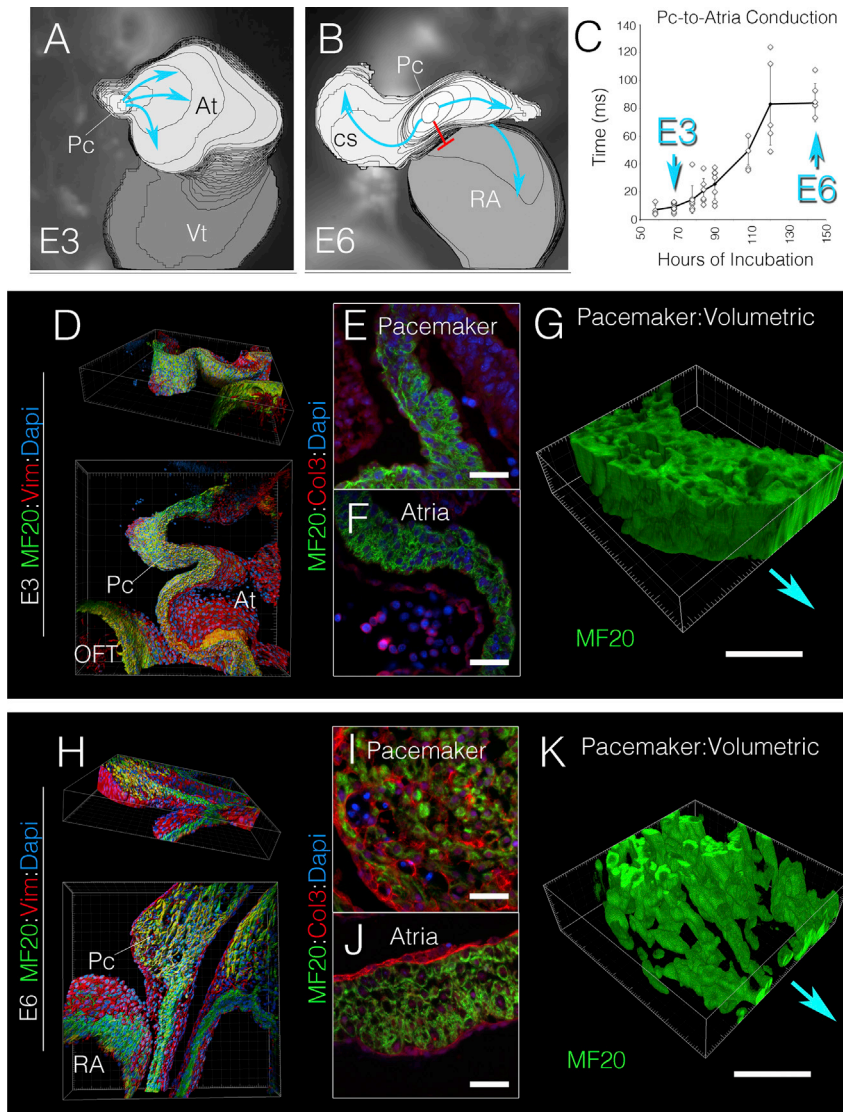 A
Pc
At
Vt
E3
B
Pc
CS
RA
E6
C
Pc-to-Atria Conduction
Time (ms)
140
120
100
80
60
40
20
0
E3
E6
50
70
90
110
130
150
Hours of Incubation
D
E3 MF20:Vim:Dapi
Pc
At
OFT
MF20:Col3:Dapi
E
Pacemaker
F
Atria
G
Pacemaker:Volumetric
MF20
H
E6 MF20:Vim:Dapi
Pc
RA
MF20:Col3:Dapi
I
Pacemaker
J
Atria
K
Pacemaker:Volumetric
MF20